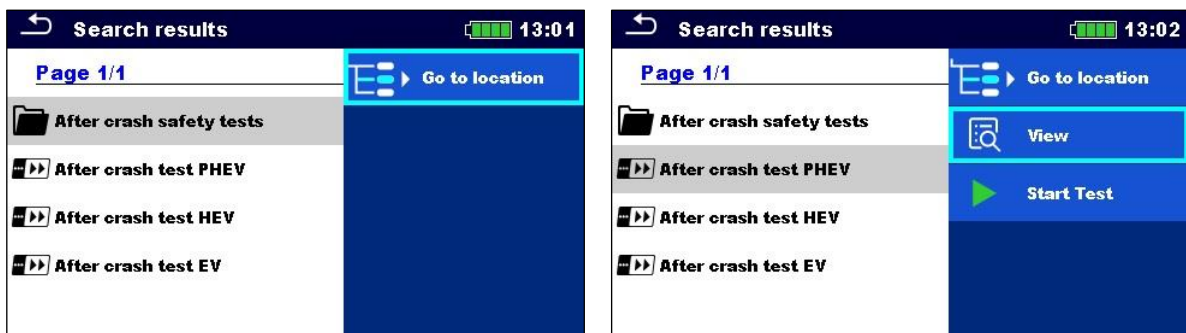 Search results
13:01
Page 1/1
Go to location
After crash safety tests
After crash test PHEV
After crash test HEV
After crash test EV
Search results
13:02
Page 1/1
Go to location
After crash safety tests
View
After crash test PHEV
Start Test
After crash test HEV
After crash test EV